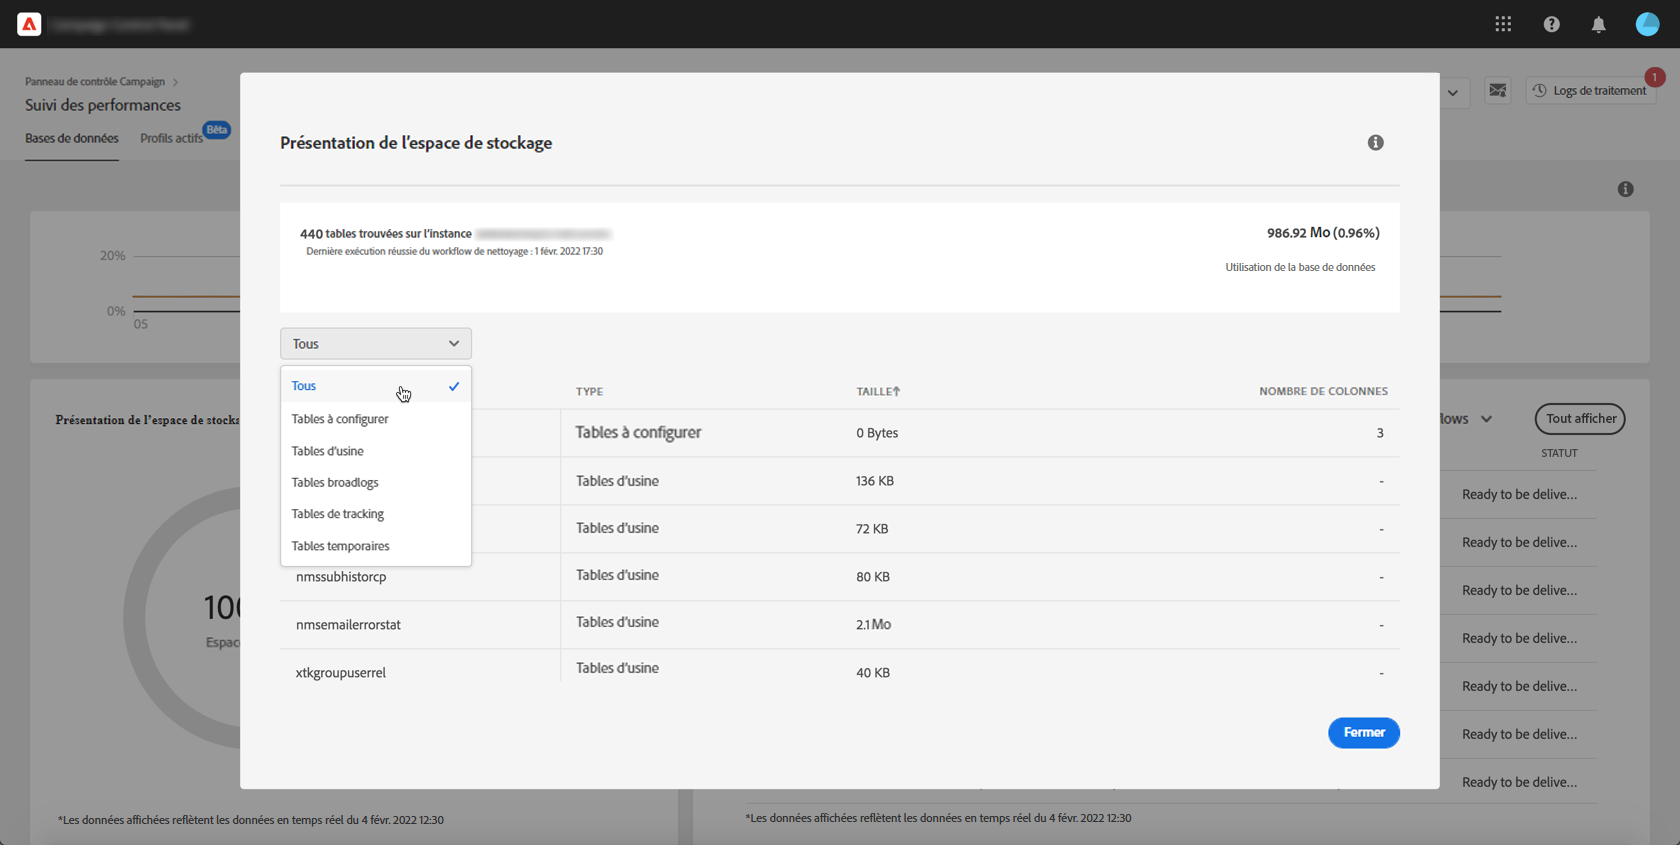 Panneau de contrôle Campaign
Suivi des performances
Bases de données
Profils actifs
Bêta
Logs de traitement
1
Présentation de l'espace de stockage
440 tables trouvées sur l'instance
Dernière exécution réussie du workflow de nettoyage : 1 févr. 2022 17:30
986.92 Mo (0.96%)
Utilisation de la base de données
20%
0%
05
Tous
Tous
Tables à configurer
Tables d'usine
Tables broadlogs
Tables de tracking
Tables temporaires
TYPE
TAILLE↑
NOMBRE DE COLONNES
Tables à configurer
0 Bytes
3
Tables d'usine
136 KB
-
Tables d'usine
72 KB
-
nmssubhistorcp
Tables d'usine
80 KB
-
nmsemailerrorstat
Tables d'usine
2.1 Mo
-
xtkgroupuserrel
Tables d'usine
40 KB
-
Fermer
Présentation de l'espace de stocka
100
Espac
lows
Tout afficher
STATUT
Ready to be delive...
Ready to be delive...
Ready to be delive...
Ready to be delive...
Ready to be delive...
Ready to be delive...
Ready to be delive...
*Les données affichées reflètent les données en temps réel du 4 févr. 2022 12:30
*Les données affichées reflètent les données en temps réel du 4 févr. 2022 12:30